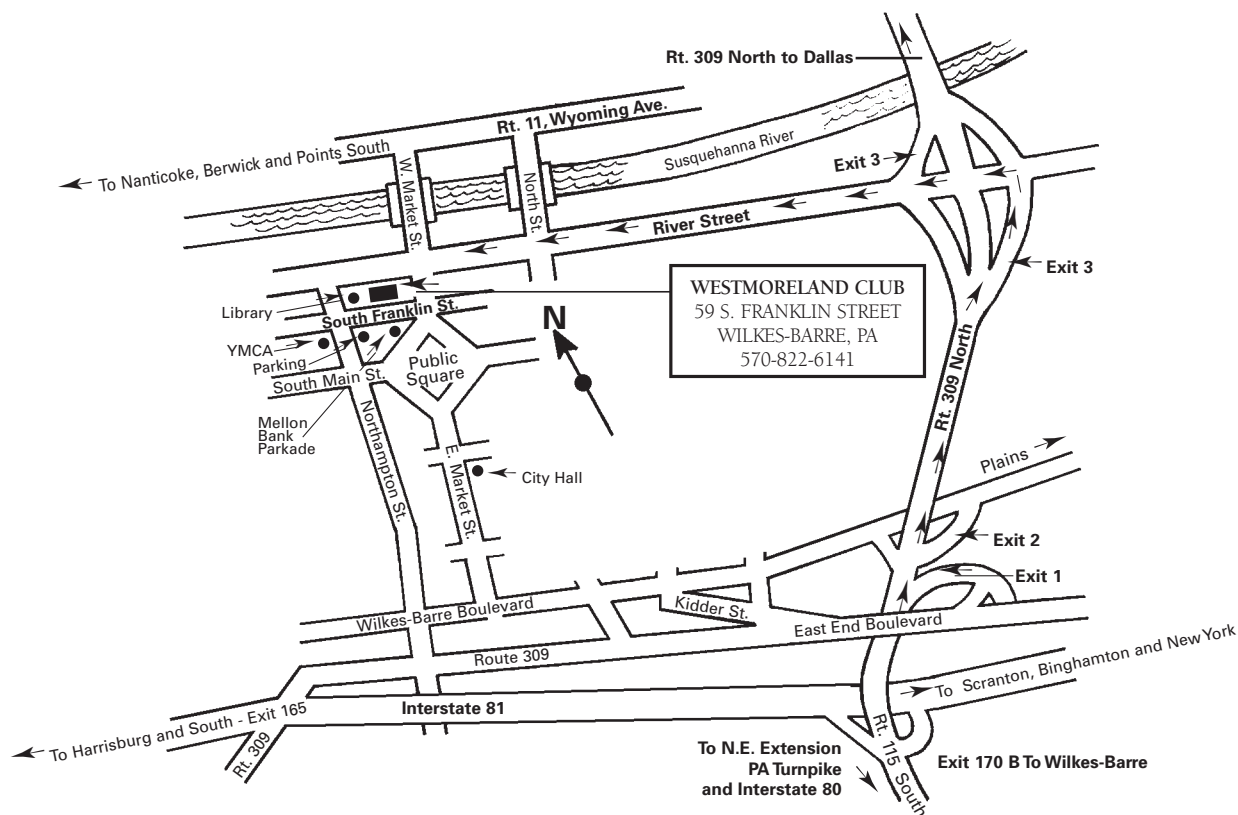 Rt. 309 North to Dallas
Rt. 11, Wyoming Ave.
To Nanticoke, Berwick and Points South
W. Market St.
North St.
Susquehanna River
Exit 3
River Street
Exit 3
WESTMORELAND CLUB
59 S. FRANKLIN STREET
WILKES-BARRE, PA
570-822-6141
Library
South Franklin St.
N
YMCA
Parking
Public
Square
South Main St.
Rt. 309 North
Mellon
Bank
Parkade
Northampton St.
E. Market St.
City Hall
Plains
Exit 2
Exit 1
Kidder St.
Wilkes-Barre Boulevard
East End Boulevard
Route 309
To Scranton, Binghamton and New York
Interstate 81
To Harrisburg and South - Exit 165
Rt. 309
Rt. 115 South
To N.E. Extension
PA Turnpike
and Interstate 80
Exit 170 B To Wilkes-Barre